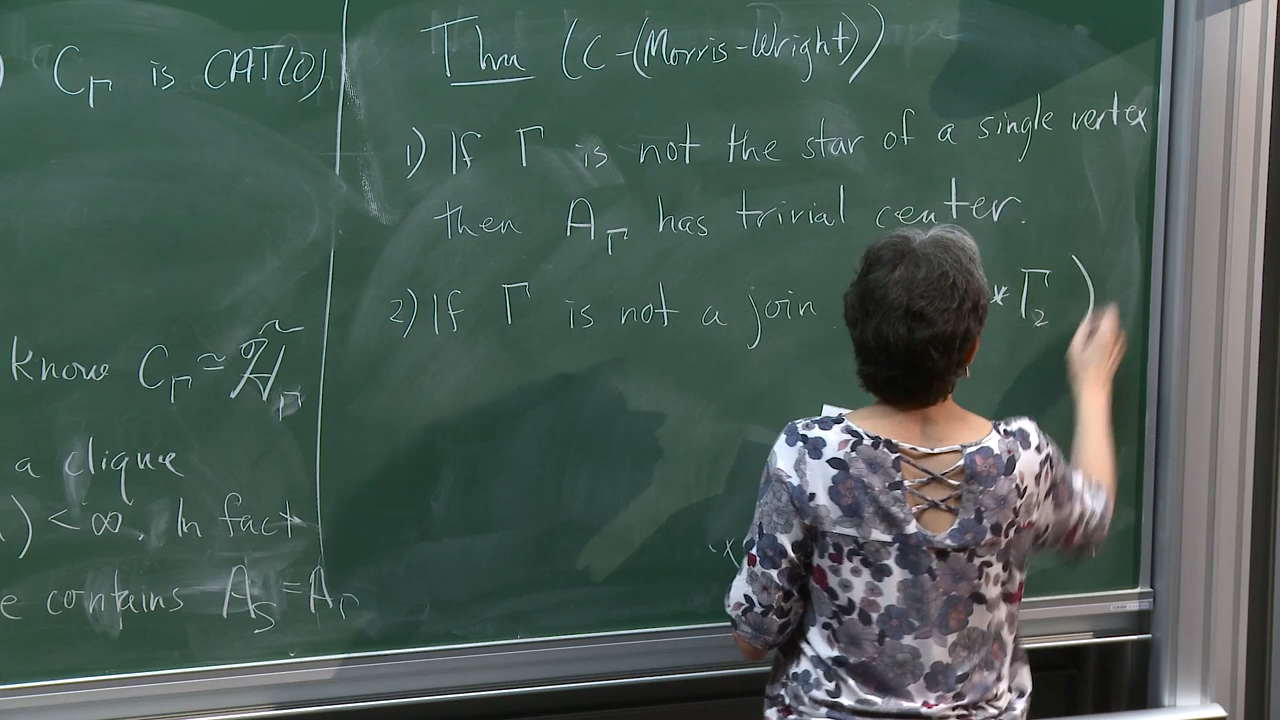 ) C_Γ is CAT(0)
know C_Γ ≃ \tilde{ℋ}_Γ
a clique
) < ∞. In fact
e contains A_S = A_Γ
Thm (C-(Morris-Wright))
1) If Γ is not the star of a single vertex
then A_Γ has trivial center.
2) If Γ is not a join * Γ_2 )